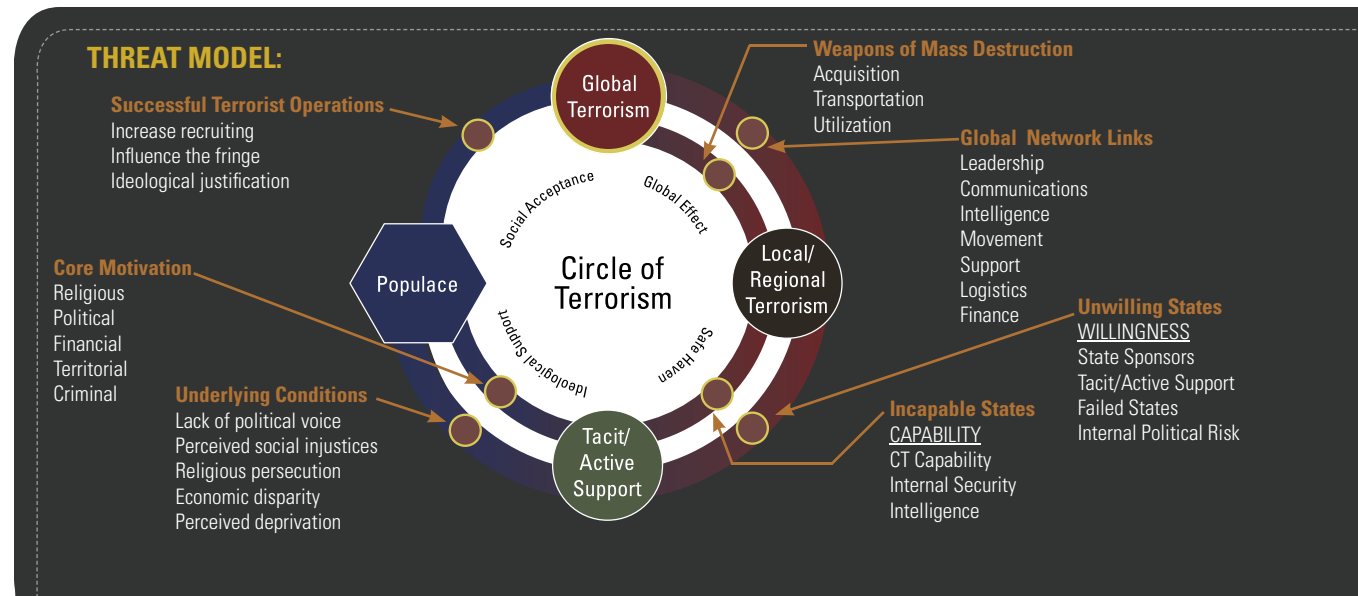 THREAT MODEL:
Successful Terrorist Operations
Increase recruiting
Influence the fringe
Ideological justification
Core Motivation
Religious
Political
Financial
Territorial
Criminal
Underlying Conditions
Lack of political voice
Perceived social injustices
Religious persecution
Economic disparity
Perceived deprivation
Global
Terrorism
Populace
Social Acceptance
Global Effect
Circle of
Terrorism
Ideological Support
Safe Haven
Local/
Regional
Terrorism
Tacit/
Active
Support
Weapons of Mass Destruction
Acquisition
Transportation
Utilization
Global Network Links
Leadership
Communications
Intelligence
Movement
Support
Logistics
Finance
Unwilling States
WILLINGNESS
State Sponsors
Tacit/Active Support
Failed States
Internal Political Risk
Incapable States
CAPABILITY
CT Capability
Internal Security
Intelligence